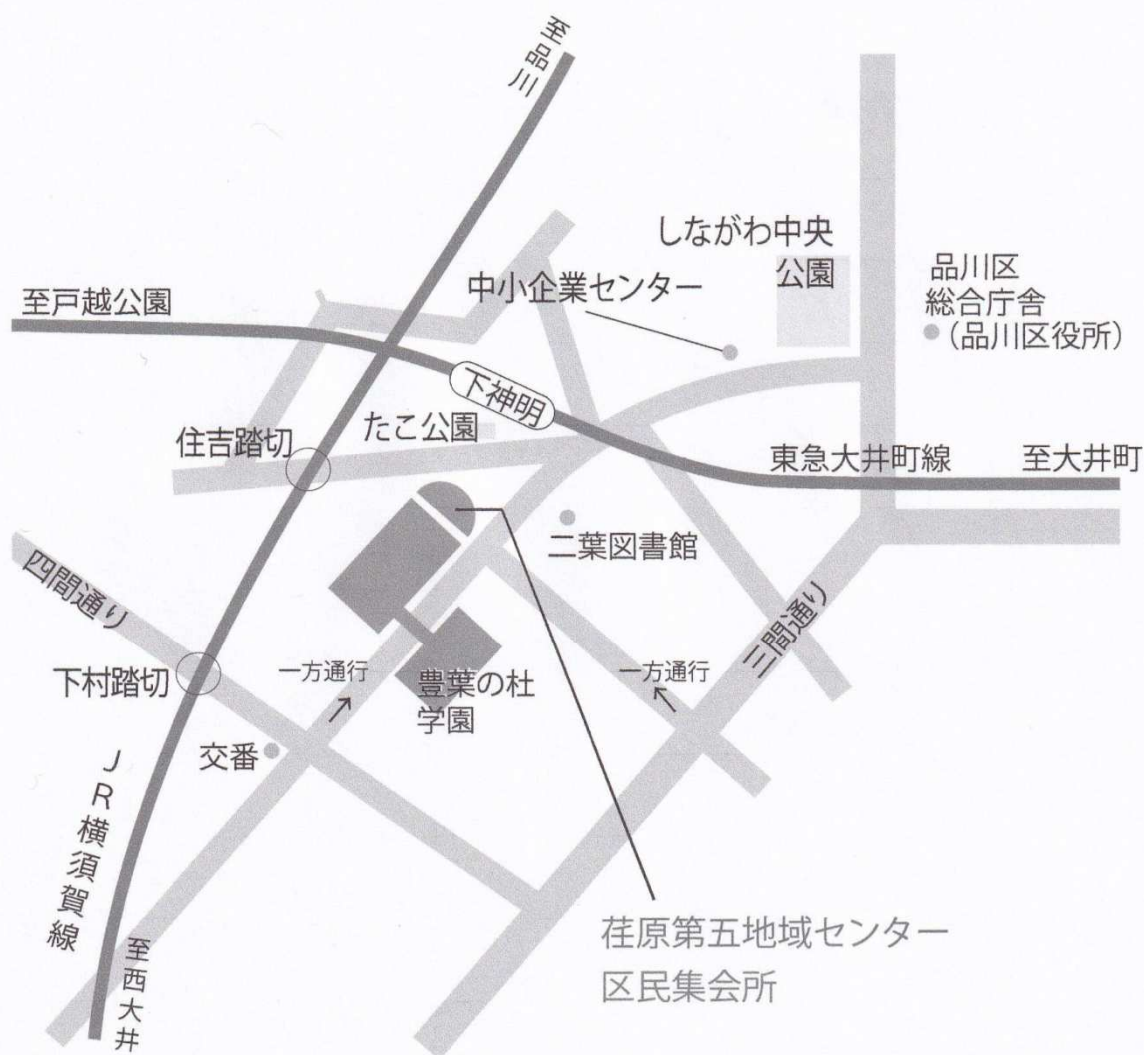 至品川
しながわ中央
公園
中小企業センター
品川区
総合庁舎
(品川区役所)
至戸越公園
下神明
たこ公園
住吉踏切
東急大井町線
至大井町
二葉図書館
四間通り
三間通り
下村踏切
一方通行
一方通行
豊葉の杜
学園
交番
JR横須賀線
至西大井
荏原第五地域センター
区民集会所